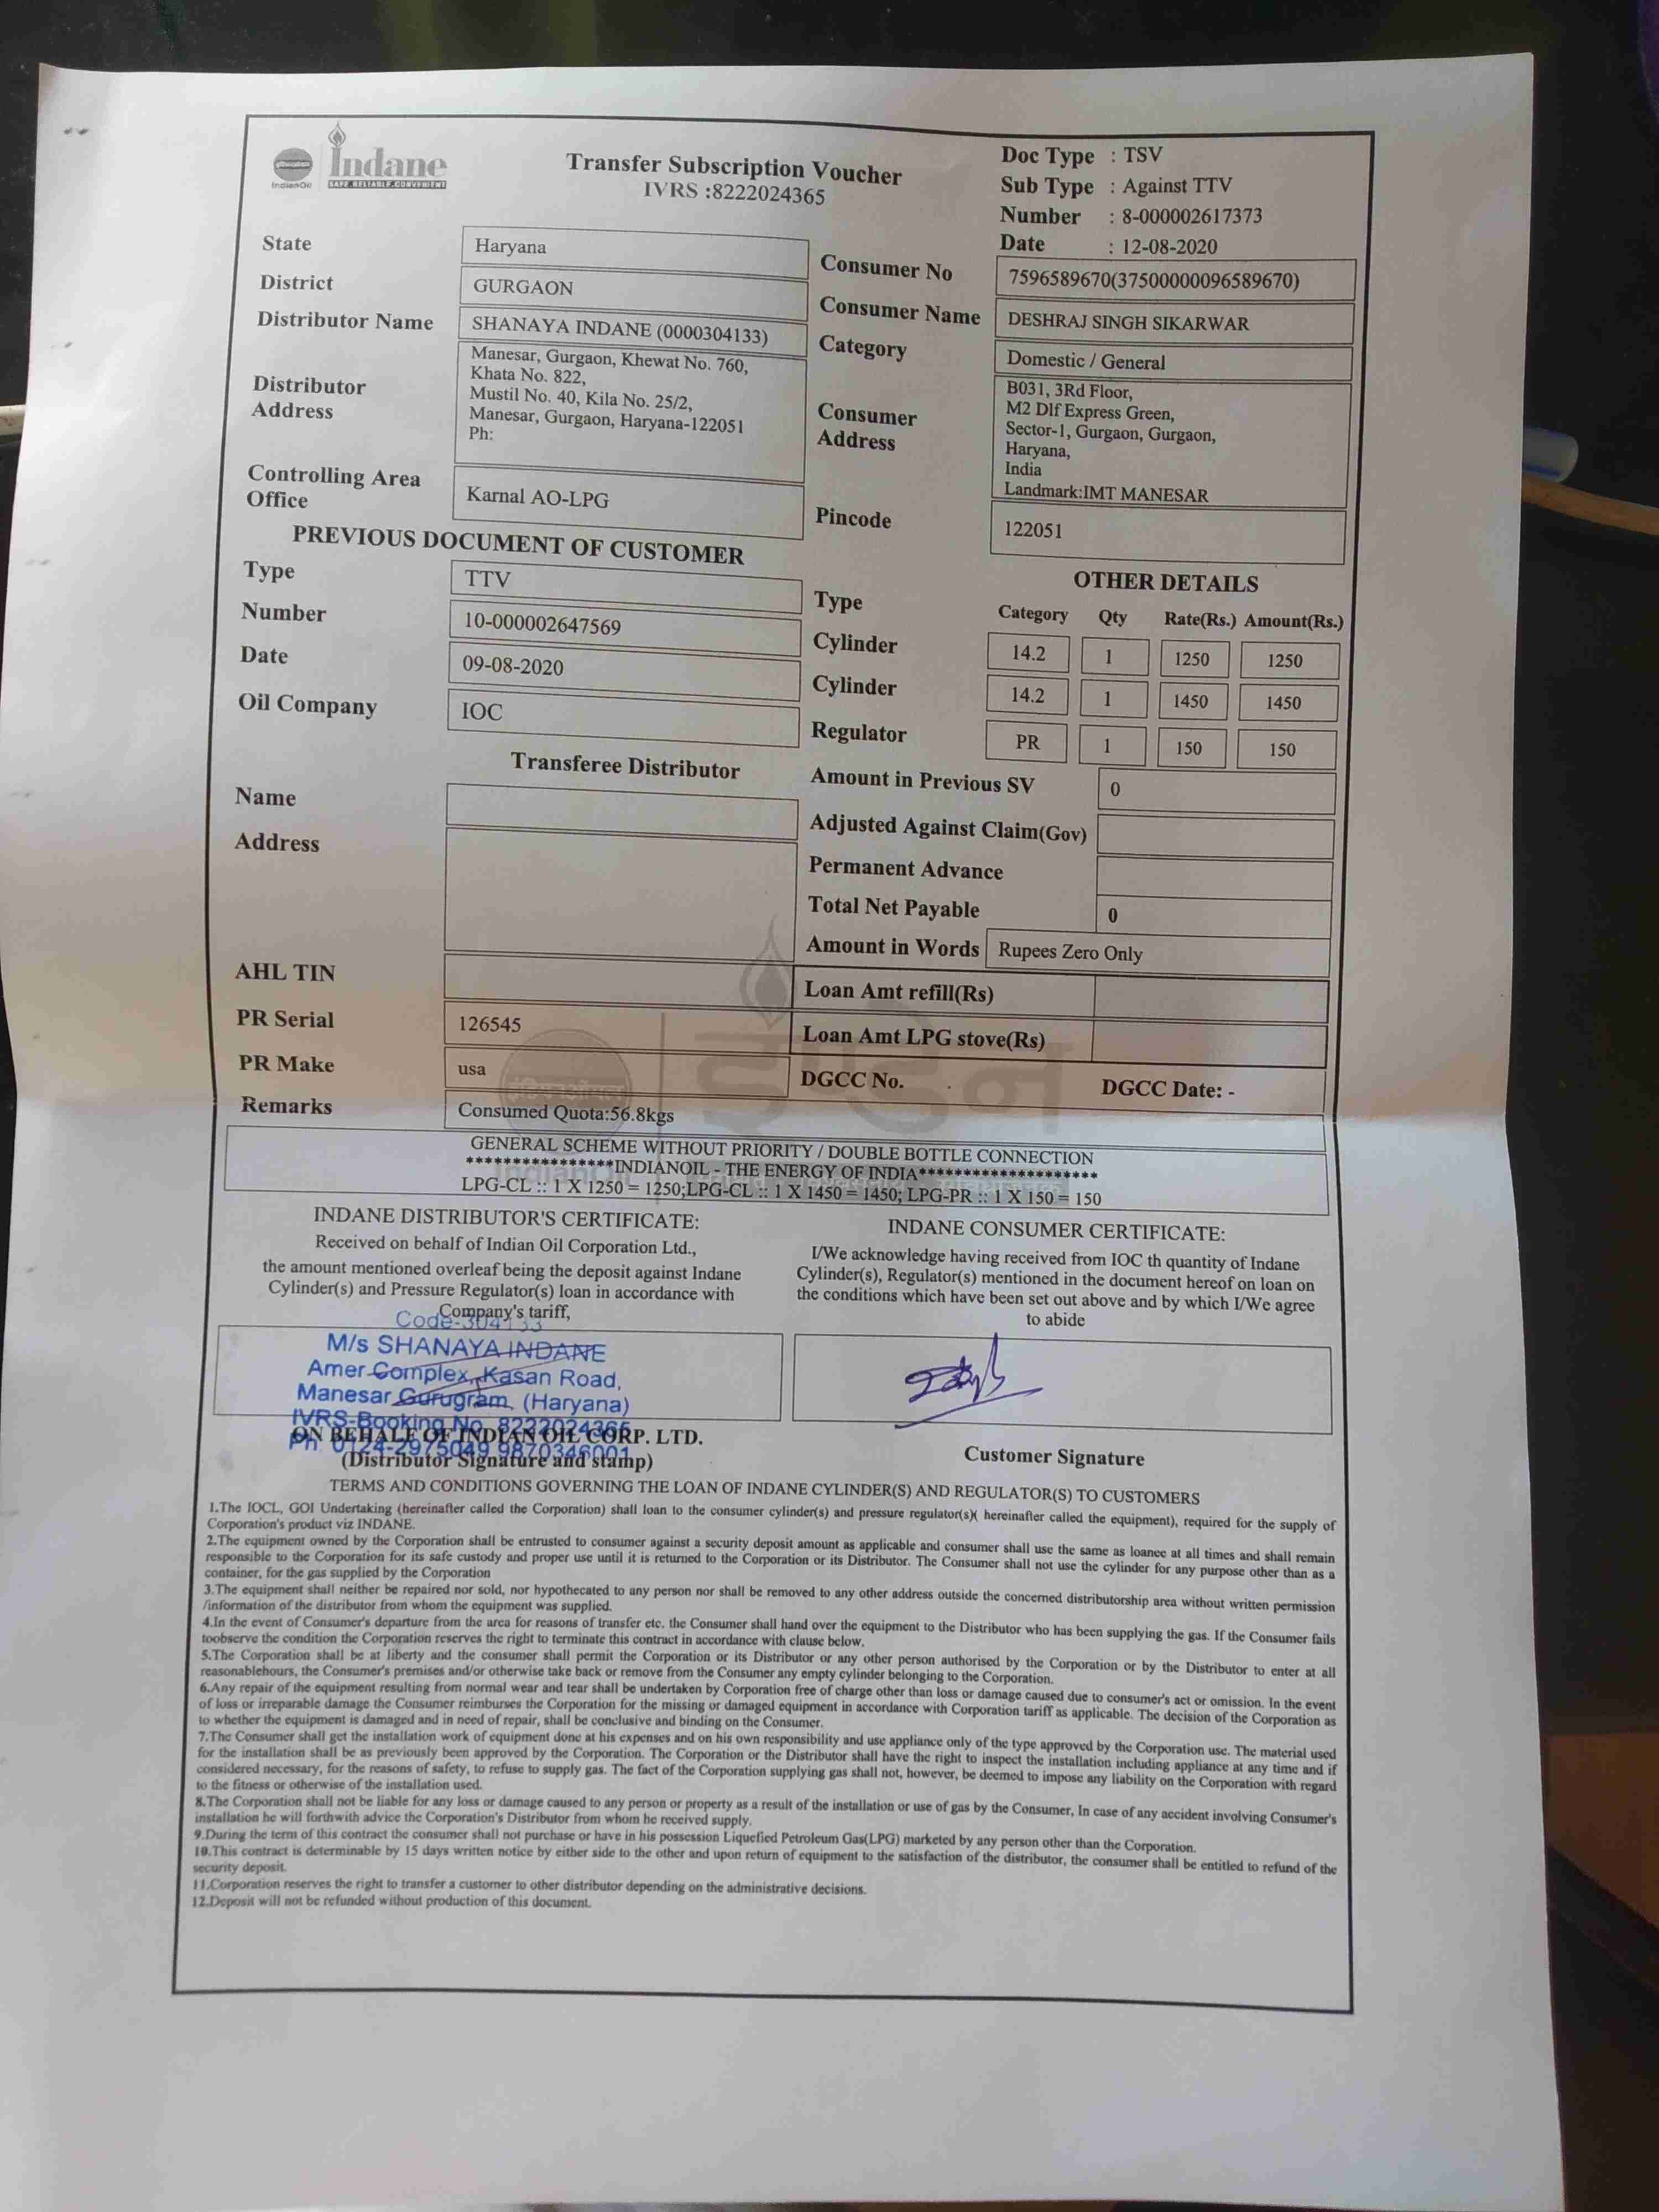 IndianOil
Indane
SAFE.RELIABLE.CONVENIENT
Transfer Subscription Voucher
IVRS :8222024365
Doc Type : TSV
Sub Type : Against TTV
Number : 8-000002617373
Date : 12-08-2020
State Haryana
District GURGAON
Distributor Name SHANAYA INDANE (0000304133)
Distributor Address
Manesar, Gurgaon, Khewat No. 760,
Khata No. 822,
Mustil No. 40, Kila No. 25/2,
Manesar, Gurgaon, Haryana-122051
Ph:
Controlling Area Office Karnal AO-LPG
Consumer No 7596589670(37500000096589670)
Consumer Name DESHRAJ SINGH SIKARWAR
Category Domestic / General
Consumer Address
B031, 3Rd Floor,
M2 Dlf Express Green,
Sector-1, Gurgaon, Gurgaon,
Haryana,
India
Landmark:IMT MANESAR
Pincode 122051
PREVIOUS DOCUMENT OF CUSTOMER
Type TTV
Number 10-000002647569
Date 09-08-2020
Oil Company IOC
Transferee Distributor
Name
Address
OTHER DETAILS
Type Category Qty Rate(Rs.) Amount(Rs.)
Cylinder 14.2 1 1250 1250
Cylinder 14.2 1 1450 1450
Regulator PR 1 150 150
Amount in Previous SV 0
Adjusted Against Claim(Gov)
Permanent Advance
Total Net Payable 0
Amount in Words Rupees Zero Only
AHL TIN
Loan Amt refill(Rs)
PR Serial 126545
Loan Amt LPG stove(Rs)
PR Make usa
DGCC No. . DGCC Date: -
Remarks Consumed Quota:56.8kgs
GENERAL SCHEME WITHOUT PRIORITY / DOUBLE BOTTLE CONNECTION
****************INDIANOIL - THE ENERGY OF INDIA*******************
LPG-CL :: 1 X 1250 = 1250;LPG-CL :: 1 X 1450 = 1450; LPG-PR :: 1 X 150 = 150
INDANE DISTRIBUTOR'S CERTIFICATE:
Received on behalf of Indian Oil Corporation Ltd.,
the amount mentioned overleaf being the deposit against Indane
Cylinder(s) and Pressure Regulator(s) loan in accordance with
Company's tariff,
INDANE CONSUMER CERTIFICATE:
I/We acknowledge having received from IOC th quantity of Indane
Cylinder(s), Regulator(s) mentioned in the document hereof on loan on
the conditions which have been set out above and by which I/We agree
to abide
Code-304133
M/s SHANAYA INDANE
Amer Complex, Kasan Road,
Manesar Gurugram (Haryana)
IVRS-Booking No. 8222024365
Ph: 0124-2975049 9870346001
ON BEHALF OF INDIAN OIL CORP. LTD.
(Distributor Signature and stamp)
Customer Signature
TERMS AND CONDITIONS GOVERNING THE LOAN OF INDANE CYLINDER(S) AND REGULATOR(S) TO CUSTOMERS
1.The IOCL, GOI Undertaking (hereinafter called the Corporation) shall loan to the consumer cylinder(s) and pressure regulator(s)( hereinafter called the equipment), required for the supply of
Corporation's product viz INDANE.
2.The equipment owned by the Corporation shall be entrusted to consumer against a security deposit amount as applicable and consumer shall use the same as loanee at all times and shall remain
responsible to the Corporation for its safe custody and proper use until it is returned to the Corporation or its Distributor. The Consumer shall not use the cylinder for any purpose other than as a
container, for the gas supplied by the Corporation
3.The equipment shall neither be repaired nor sold, nor hypothecated to any person nor shall be removed to any other address outside the concerned distributorship area without written permission
/information of the distributor from whom the equipment was supplied.
4.In the event of Consumer's departure from the area for reasons of transfer etc. the Consumer shall hand over the equipment to the Distributor who has been supplying the gas. If the Consumer fails
toobserve the condition the Corporation reserves the right to terminate this contract in accordance with clause below.
5.The Corporation shall be at liberty and the consumer shall permit the Corporation or its Distributor or any other person authorised by the Corporation or by the Distributor to enter at all
reasonablehours, the Consumer's premises and/or otherwise take back or remove from the Consumer any empty cylinder belonging to the Corporation.
6.Any repair of the equipment resulting from normal wear and tear shall be undertaken by Corporation free of charge other than loss or damage caused due to consumer's act or omission. In the event
of loss or irreparable damage the Consumer reimburses the Corporation for the missing or damaged equipment in accordance with Corporation tariff as applicable. The decision of the Corporation as
to whether the equipment is damaged and in need of repair, shall be conclusive and binding on the Consumer.
7.The Consumer shall get the installation work of equipment done at his expenses and on his own responsibility and use appliance only of the type approved by the Corporation use. The material used
for the installation shall be as previously been approved by the Corporation. The Corporation or the Distributor shall have the right to inspect the installation including appliance at any time and if
considered necessary, for the reasons of safety, to refuse to supply gas. The fact of the Corporation supplying gas shall not, however, be deemed to impose any liability on the Corporation with regard
to the fitness or otherwise of the installation used.
8.The Corporation shall not be liable for any loss or damage caused to any person or property as a result of the installation or use of gas by the Consumer, In case of any accident involving Consumer's
installation he will forthwith advice the Corporation's Distributor from whom he received supply.
9.During the term of this contract the consumer shall not purchase or have in his possession Liquefied Petroleum Gas(LPG) marketed by any person other than the Corporation.
10.This contract is determinable by 15 days written notice by either side to the other and upon return of equipment to the satisfaction of the distributor, the consumer shall be entitled to refund of the
security deposit.
11.Corporation reserves the right to transfer a customer to other distributor depending on the administrative decisions.
12.Deposit will not be refunded without production of this document.